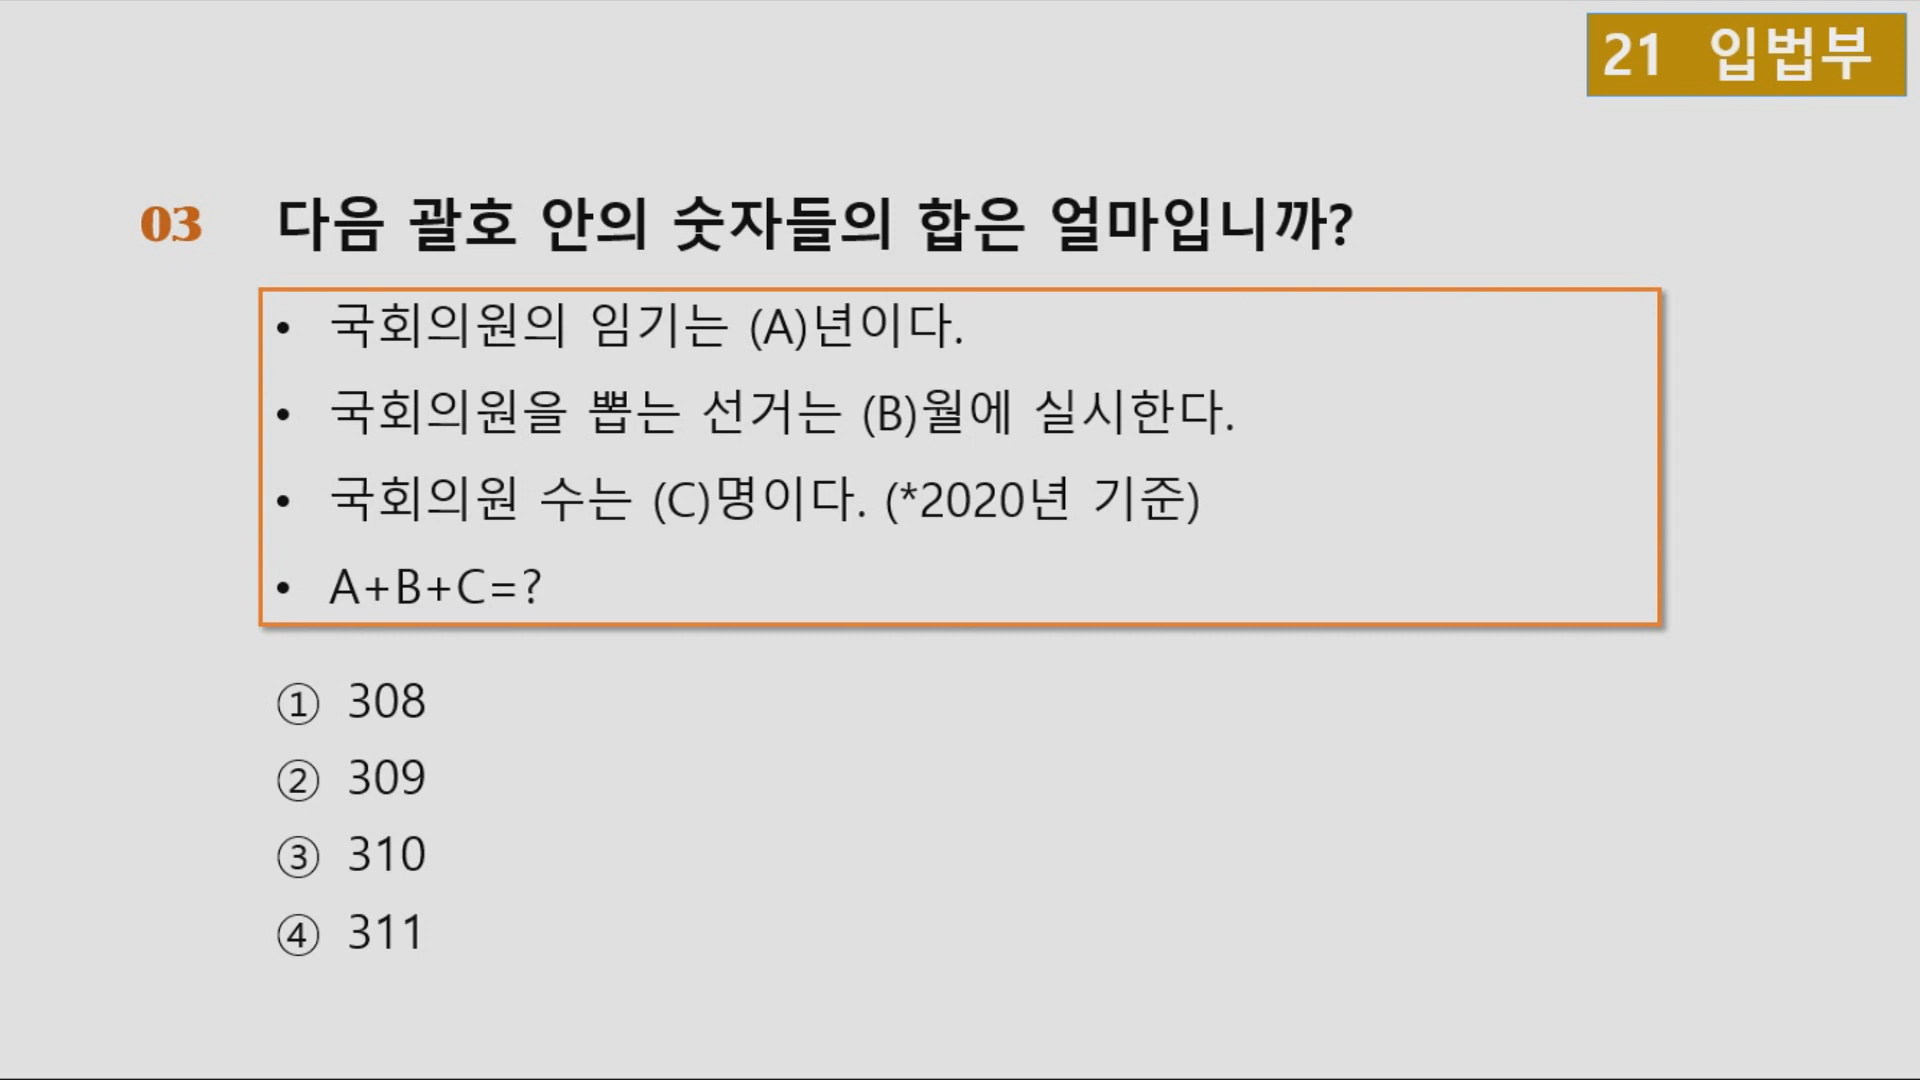 21 입법부
03 다음 괄호 안의 숫자들의 합은 얼마입니까?
• 국회의원의 임기는 (A)년이다.
• 국회의원을 뽑는 선거는 (B)월에 실시한다.
• 국회의원 수는 (C)명이다. (*2020년 기준)
• A+B+C=?
① 308
② 309
③ 310
④ 311